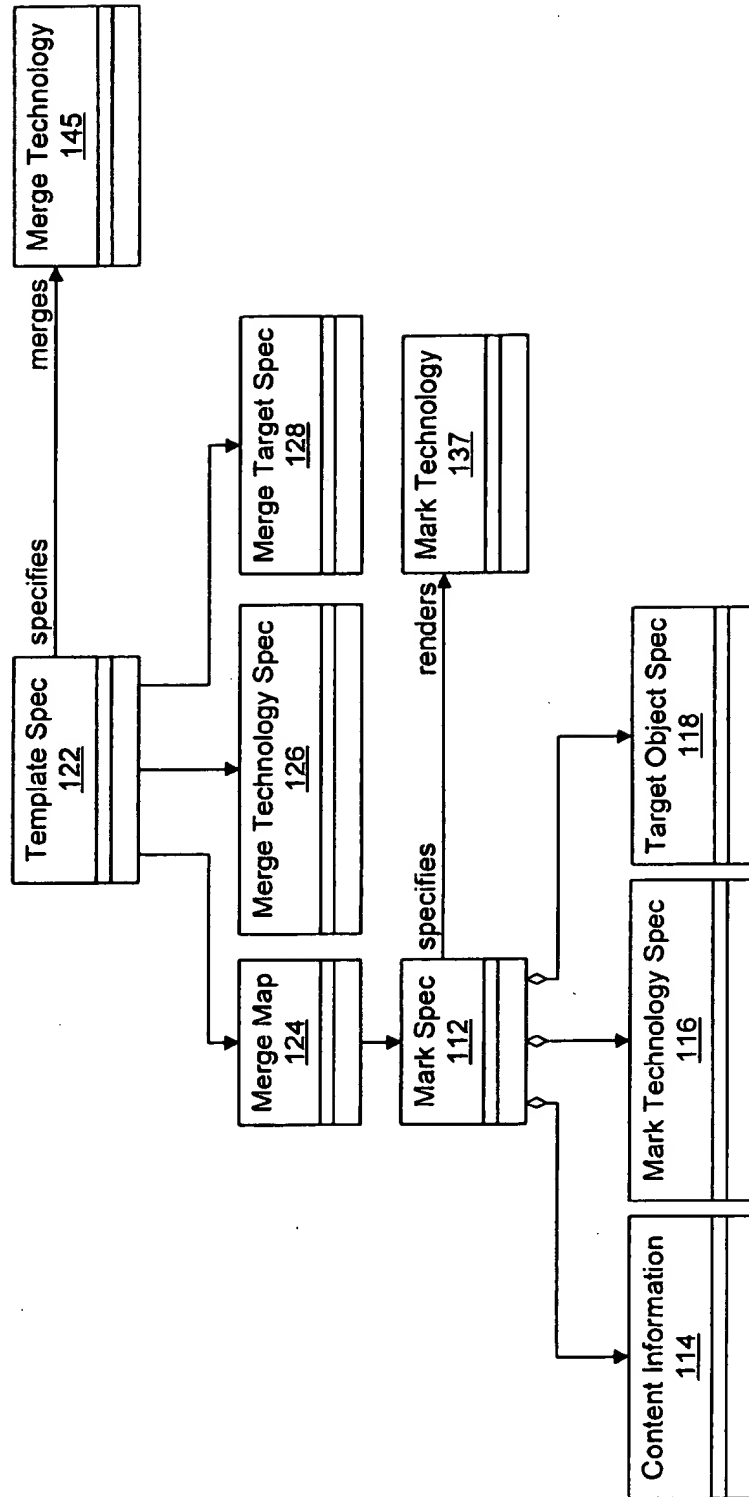 Template Spec
122
specifies
merges
Merge Technology
145
Merge Map
124
Merge Technology Spec
126
Merge Target Spec
128
Mark Spec
112
specifies
renders
Mark Technology
137
Content Information
114
Mark Technology Spec
116
Target Object Spec
118